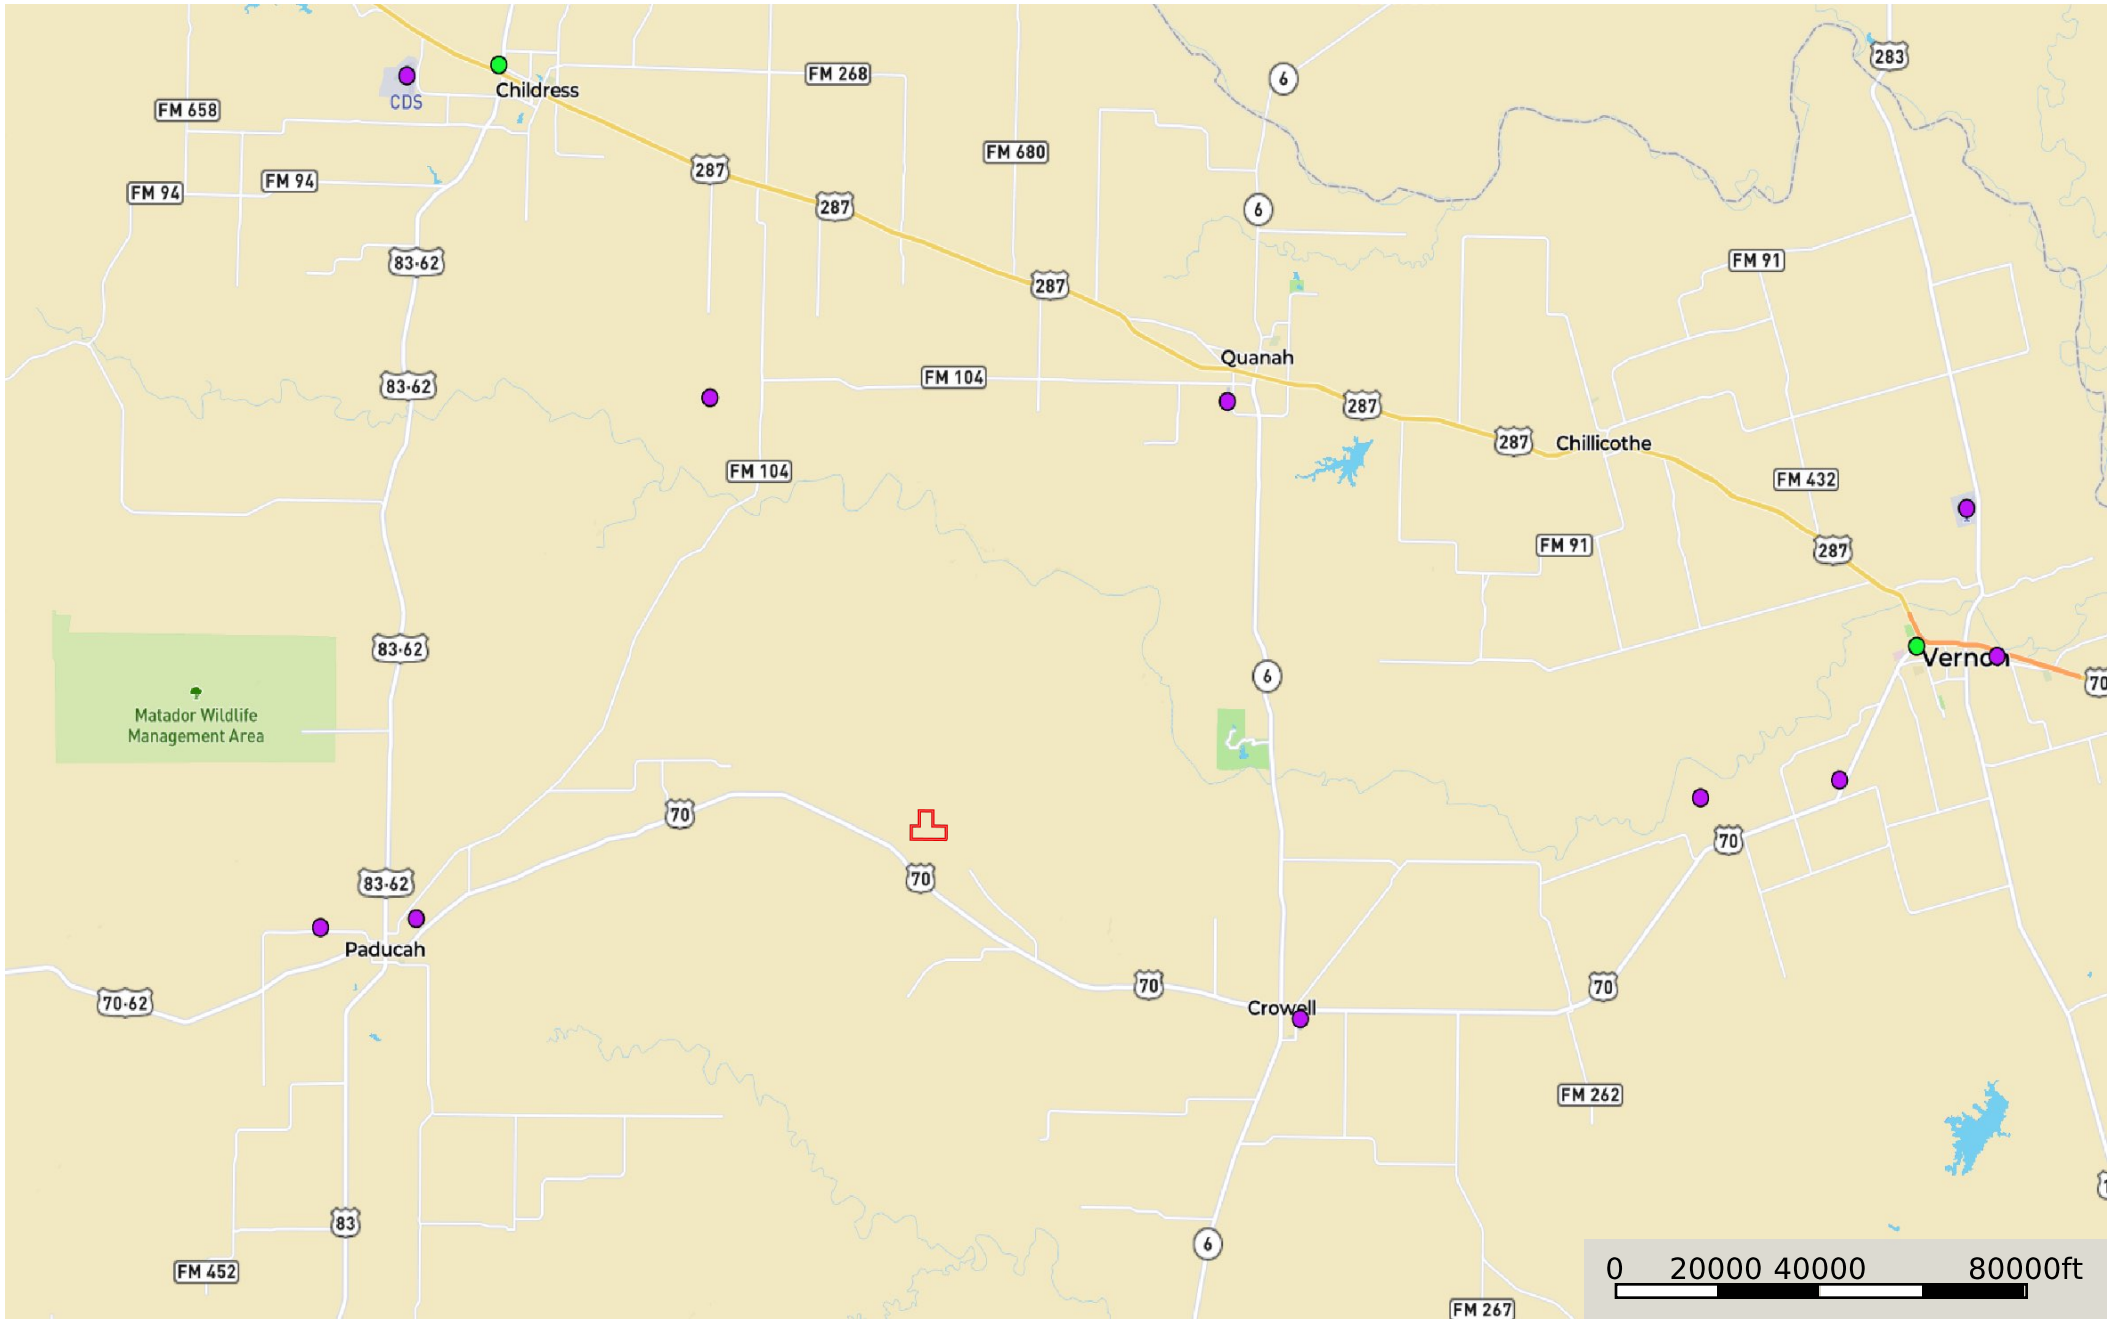 283
6
FM 268
CDS
Childress
FM 658
FM 680
287
FM 94
FM 94
287
6
83-62
FM 91
287
Quanah
FM 104
83-62
287
287
Chillicothe
FM 104
FM 432
FM 91
287
83-62
Vernon
6
70
Matador Wildlife
Management Area
70
70
83-62
70
Paducah
70
70
70-62
Crowell
FM 262
83
6
FM 452
0 20000 40000 80000ft
FM 267